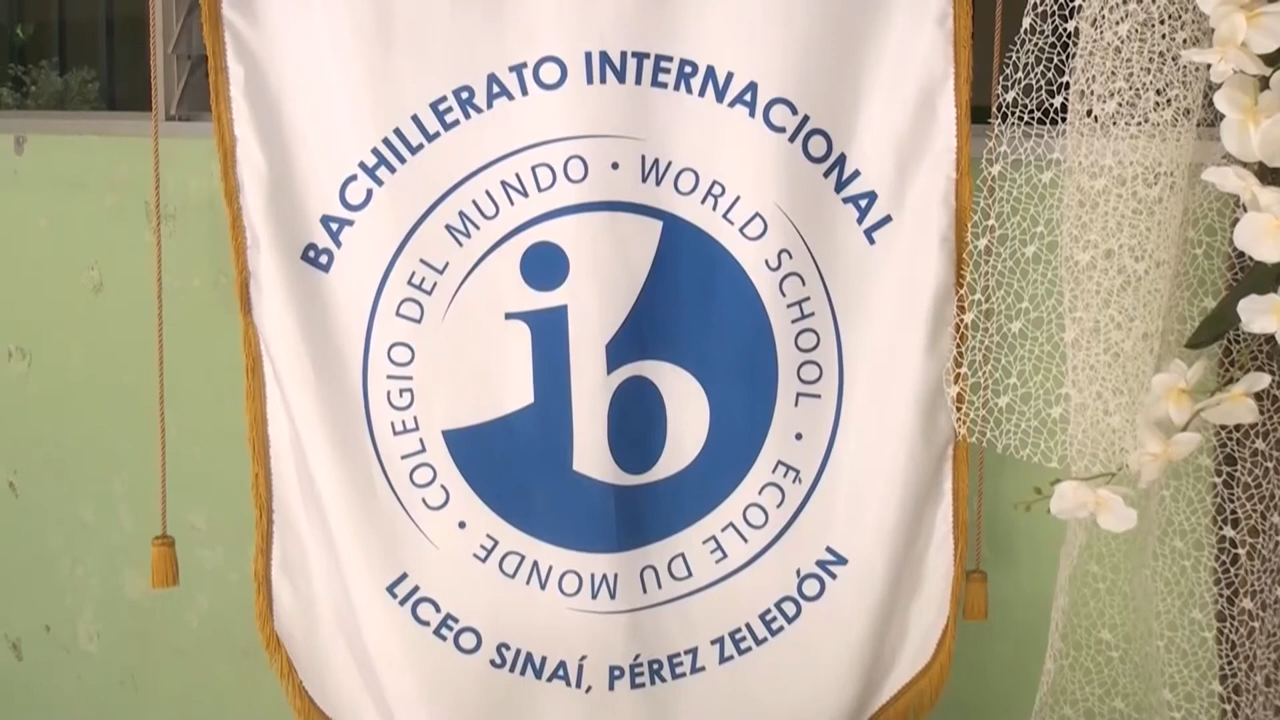 BACHILLERATO INTERNACIONAL
COLEGIO DEL MUNDO · WORLD SCHOOL · ÉCOLE DU MONDE ·
ib
LICEO SINAÍ, PÉREZ ZELEDÓN